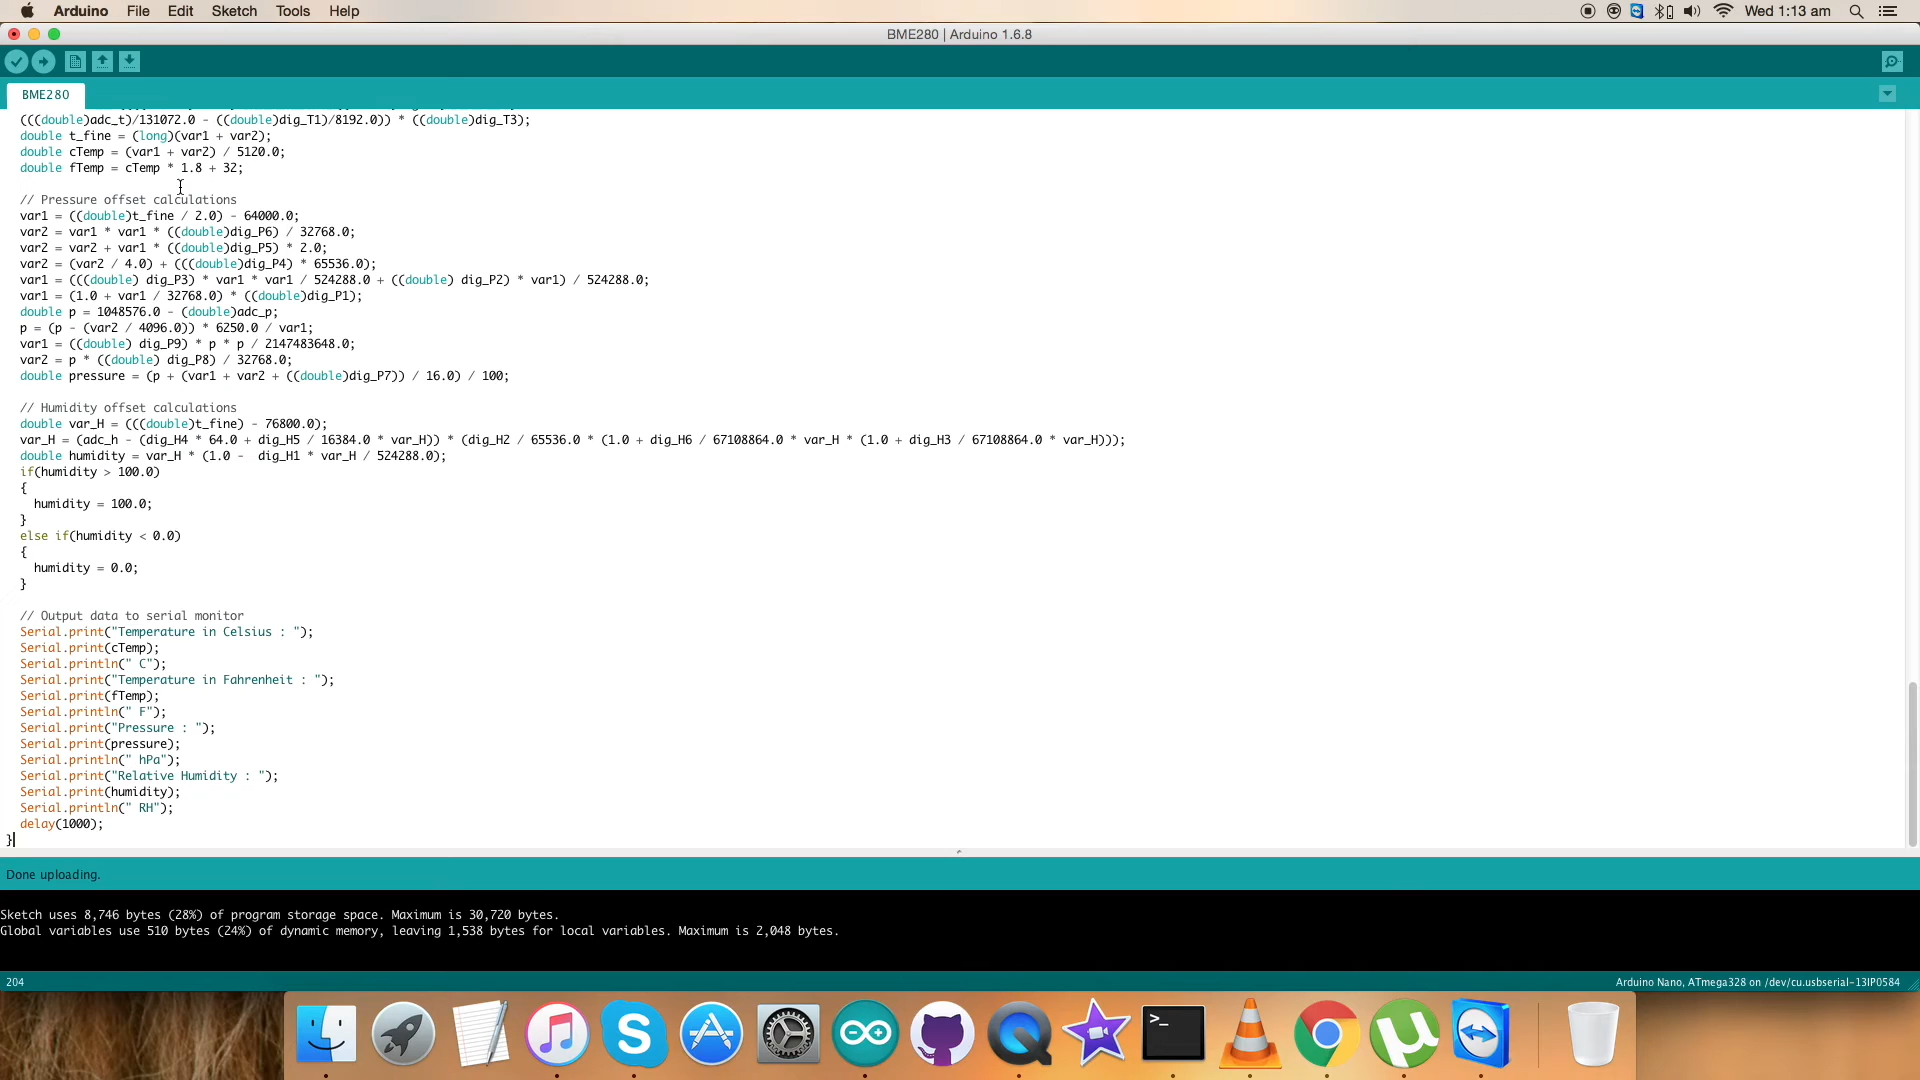 Arduino File Edit Sketch Tools Help Wed 1:13 am
BME280 | Arduino 1.6.8
BME280
(((double)adc_t)/131072.0 - ((double)dig_T1)/8192.0)) * ((double)dig_T3);
double t_fine = (long)(var1 + var2);
double cTemp = (var1 + var2) / 5120.0;
double fTemp = cTemp * 1.8 + 32;
// Pressure offset calculations
var1 = ((double)t_fine / 2.0) - 64000.0;
var2 = var1 * var1 * ((double)dig_P6) / 32768.0;
var2 = var2 + var1 * ((double)dig_P5) * 2.0;
var2 = (var2 / 4.0) + (((double)dig_P4) * 65536.0);
var1 = (((double) dig_P3) * var1 * var1 / 524288.0 + ((double) dig_P2) * var1) / 524288.0;
var1 = (1.0 + var1 / 32768.0) * ((double)dig_P1);
double p = 1048576.0 - (double)adc_p;
p = (p - (var2 / 4096.0)) * 6250.0 / var1;
var1 = ((double) dig_P9) * p * p / 2147483648.0;
var2 = p * ((double) dig_P8) / 32768.0;
double pressure = (p + (var1 + var2 + ((double)dig_P7)) / 16.0) / 100;
// Humidity offset calculations
double var_H = (((double)t_fine) - 76800.0);
var_H = (adc_h - (dig_H4 * 64.0 + dig_H5 / 16384.0 * var_H)) * (dig_H2 / 65536.0 * (1.0 + dig_H6 / 67108864.0 * var_H * (1.0 + dig_H3 / 67108864.0 * var_H)));
double humidity = var_H * (1.0 -  dig_H1 * var_H / 524288.0);
if(humidity > 100.0)
{
humidity = 100.0;
}
else if(humidity < 0.0)
{
humidity = 0.0;
}
// Output data to serial monitor
Serial.print("Temperature in Celsius : ");
Serial.print(cTemp);
Serial.println(" C");
Serial.print("Temperature in Fahrenheit : ");
Serial.print(fTemp);
Serial.println(" F");
Serial.print("Pressure : ");
Serial.print(pressure);
Serial.println(" hPa");
Serial.print("Relative Humidity : ");
Serial.print(humidity);
Serial.println(" RH");
delay(1000);
}
Done uploading.
Sketch uses 8,746 bytes (28%) of program storage space. Maximum is 30,720 bytes.
Global variables use 510 bytes (24%) of dynamic memory, leaving 1,538 bytes for local variables. Maximum is 2,048 bytes.
204 Arduino Nano, ATmega328 on /dev/cu.usbserial-13IP0584